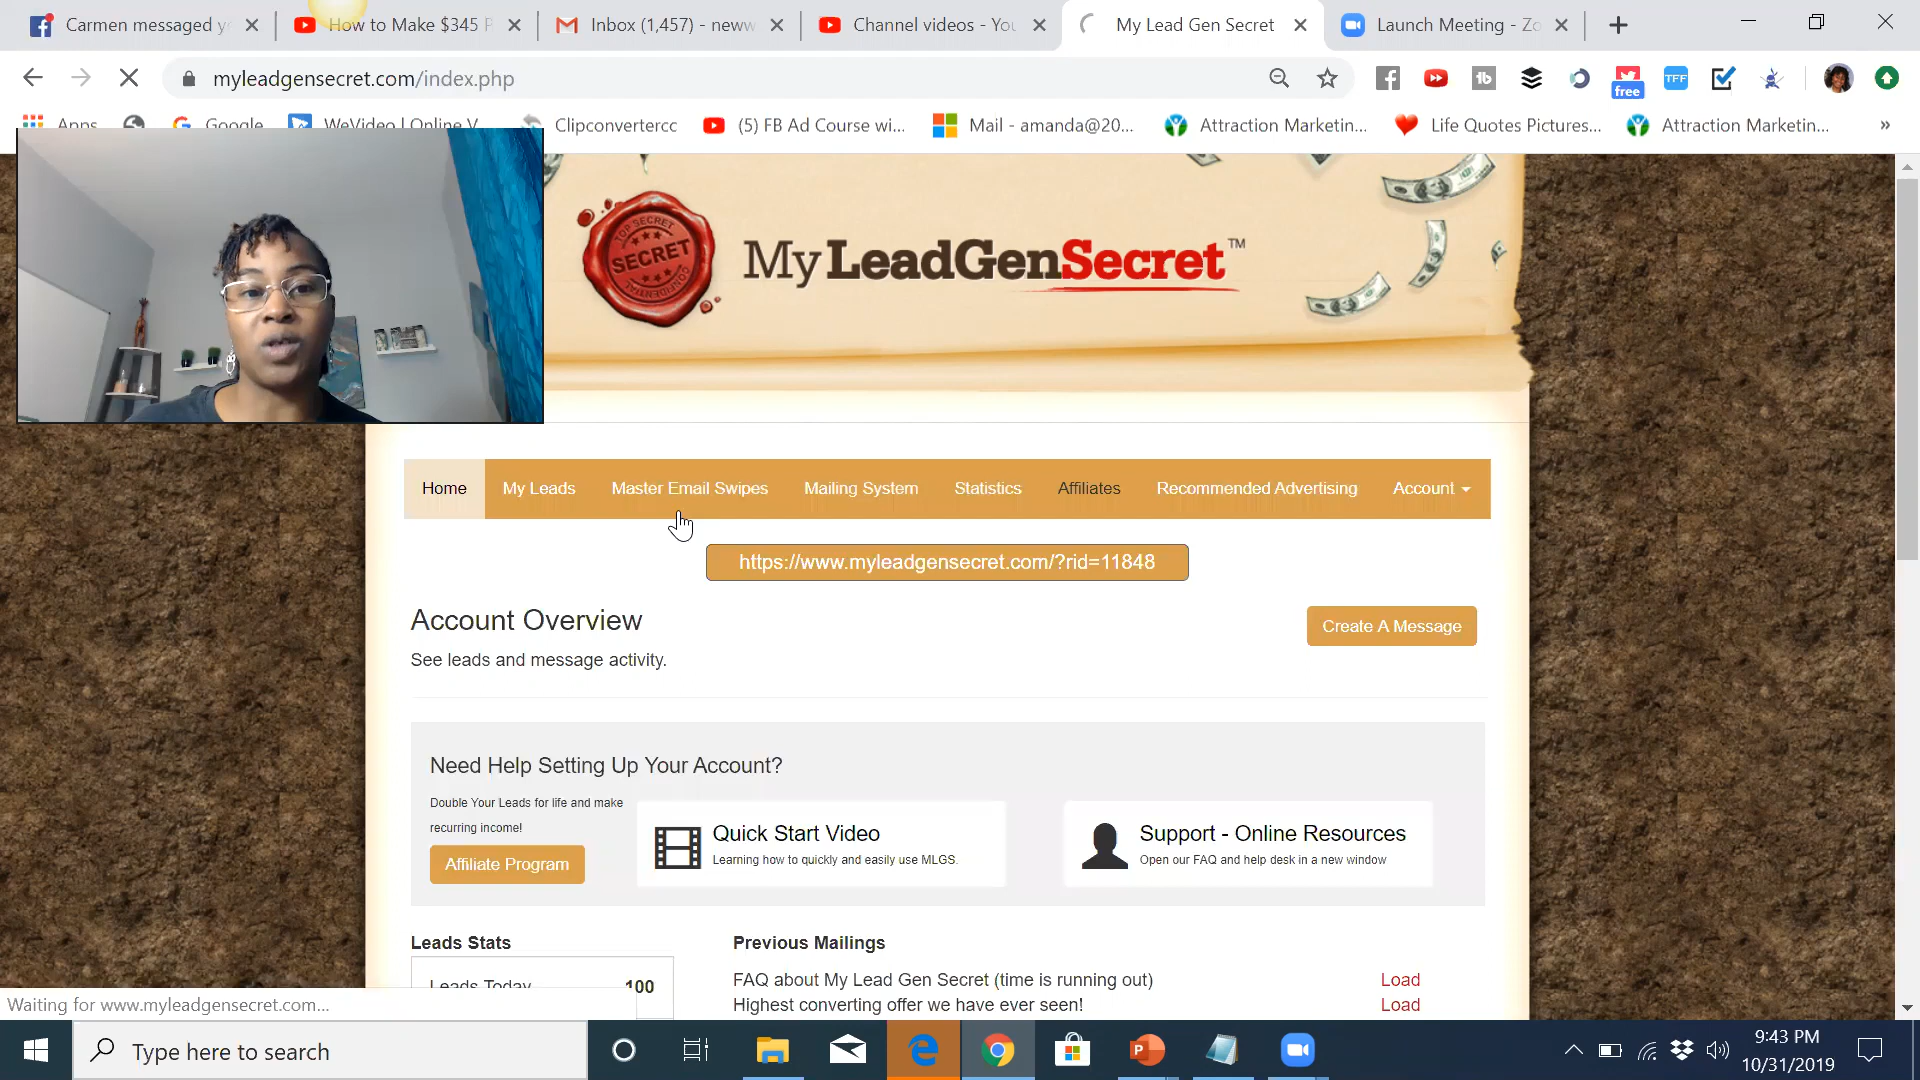 Carmen messaged y
How to Make $345 P
Inbox (1,457) - neww
Channel videos - You
My Lead Gen Secret
Launch Meeting - Zo
myleadgensecret.com/index.php
free
TFF
Apps
Google
WeVideo | Online V
Clipconvertercc
(5) FB Ad Course wi...
Mail - amanda@20...
Attraction Marketin...
Life Quotes Pictures...
Attraction Marketin...
»
TOP SECRET
SECRET
CONFIDENTIAL
MyLeadGenSecret™
Home
My Leads
Master Email Swipes
Mailing System
Statistics
Affiliates
Recommended Advertising
Account
https://www.myleadgensecret.com/?rid=11848
Account Overview
Create A Message
See leads and message activity.
Need Help Setting Up Your Account?
Double Your Leads for life and make
recurring income!
Affiliate Program
Quick Start Video
Learning how to quickly and easily use MLGS.
Support - Online Resources
Open our FAQ and help desk in a new window
Leads Stats
Leads Today 100
Previous Mailings
FAQ about My Lead Gen Secret (time is running out) Load
Highest converting offer we have ever seen! Load
Waiting for www.myleadgensecret.com...
Type here to search
9:43 PM
10/31/2019